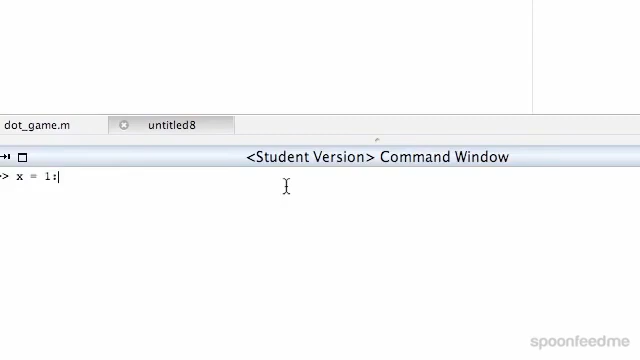 dot_game.m untitled8
<Student Version> Command Window
>> x = 1:
spoonfeedme